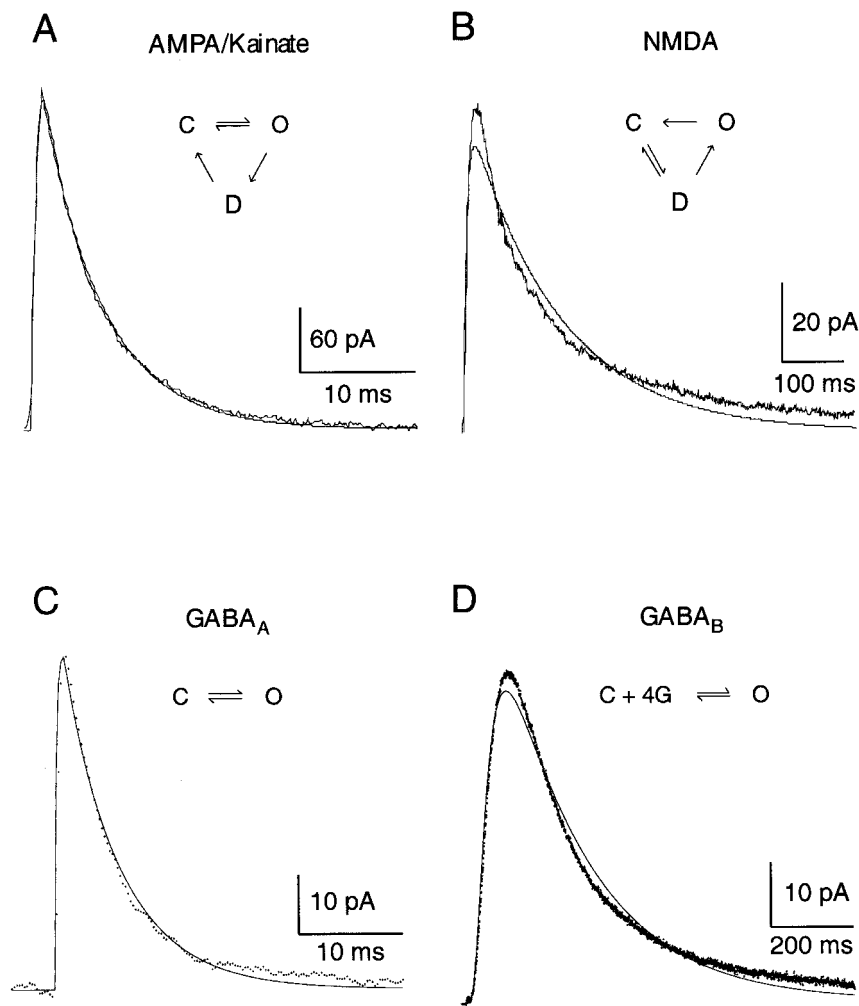 A
AMPA/Kainate
C ⇌ O
D
60 pA
10 ms
B
NMDA
C ← O
D
20 pA
100 ms
C
GABA_A
C ⇌ O
10 pA
10 ms
D
GABA_B
C + 4G ⇌ O
10 pA
200 ms